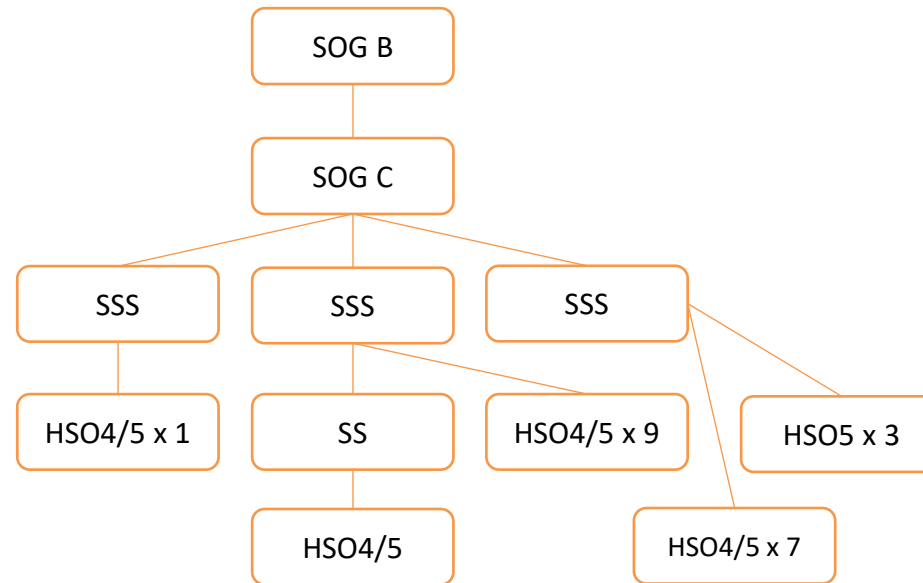 SOG B
SOG C
SSS
SSS
SSS
HSO4/5 x 1
SS
HSO4/5 x 9
HSO5 x 3
HSO4/5
HSO4/5 x 7